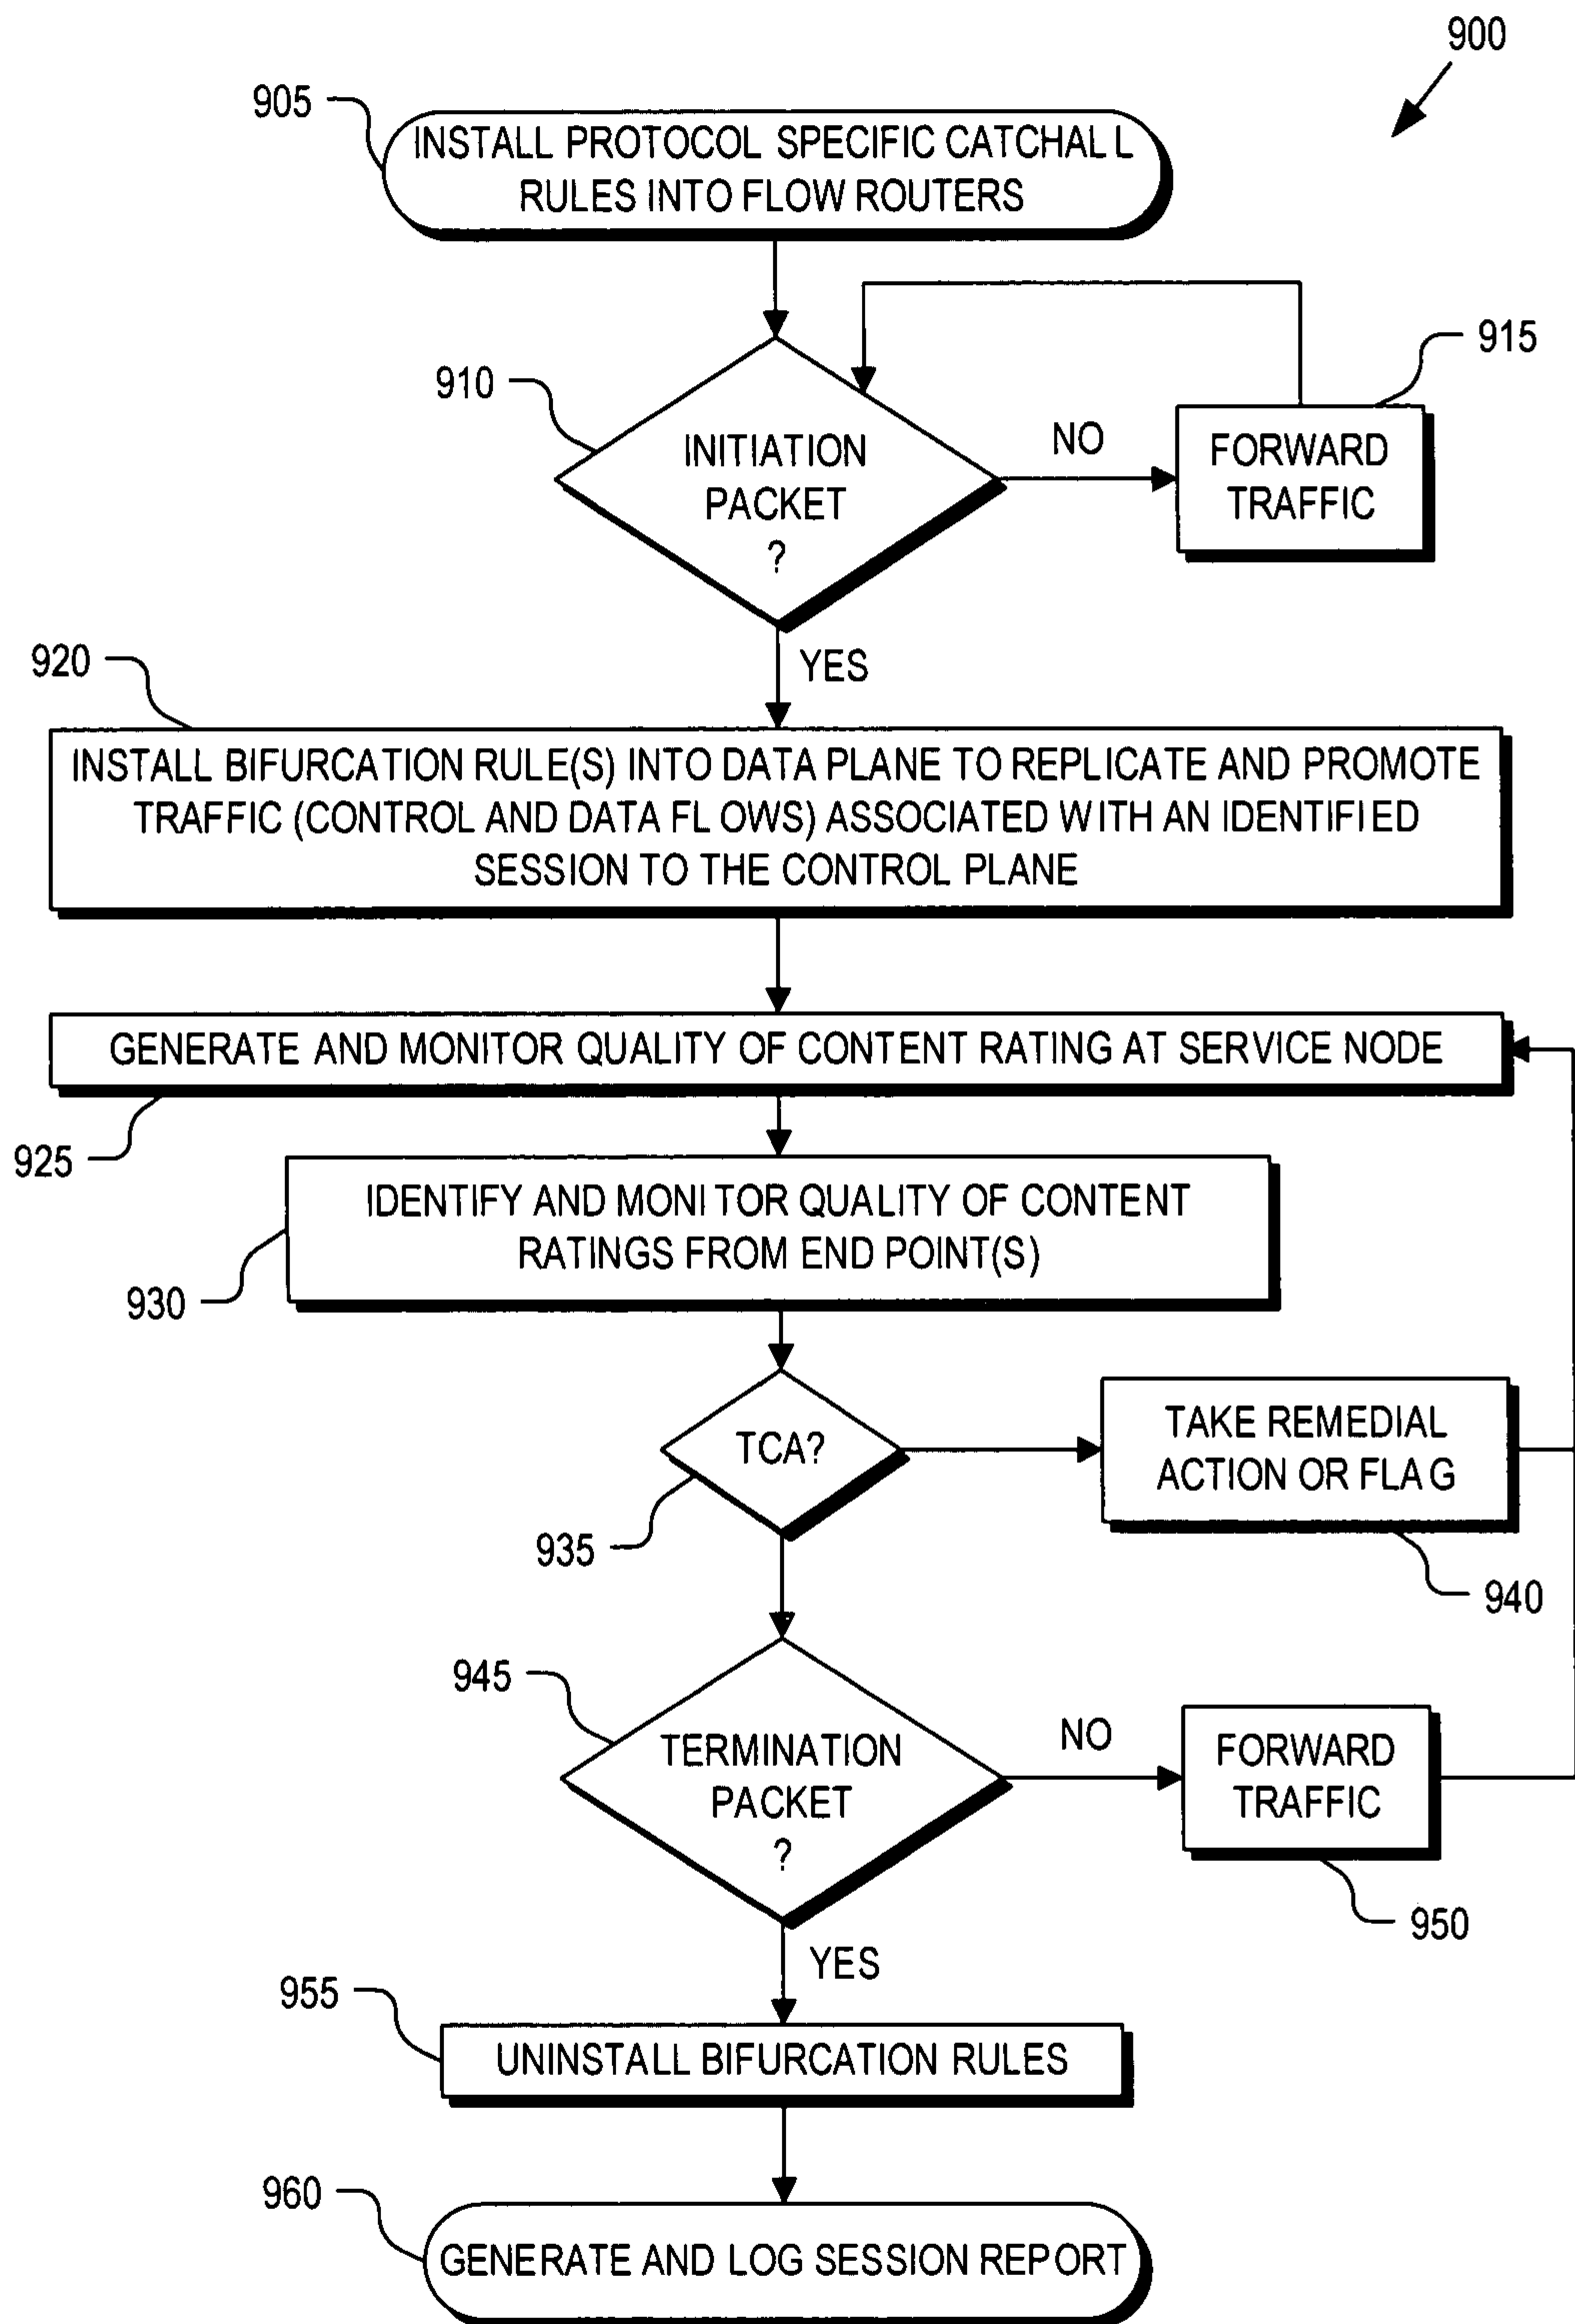 900
905
INSTALL PROTOCOL SPECIFIC CATCHALL
RULES INTO FLOW ROUTERS
910
INITIATION
PACKET
?
NO
915
FORWARD
TRAFFIC
YES
920
INSTALL BIFURCATION RULE(S) INTO DATA PLANE TO REPLICATE AND PROMOTE
TRAFFIC (CONTROL AND DATA FLOWS) ASSOCIATED WITH AN IDENTIFIED
SESSION TO THE CONTROL PLANE
GENERATE AND MONITOR QUALITY OF CONTENT RATING AT SERVICE NODE
925
IDENTIFY AND MONITOR QUALITY OF CONTENT
RATINGS FROM END POINT(S)
930
TCA?
935
TAKE REMEDIAL
ACTION OR FLAG
940
945
TERMINATION
PACKET
?
NO
FORWARD
TRAFFIC
950
YES
955
UNINSTALL BIFURCATION RULES
960
GENERATE AND LOG SESSION REPORT